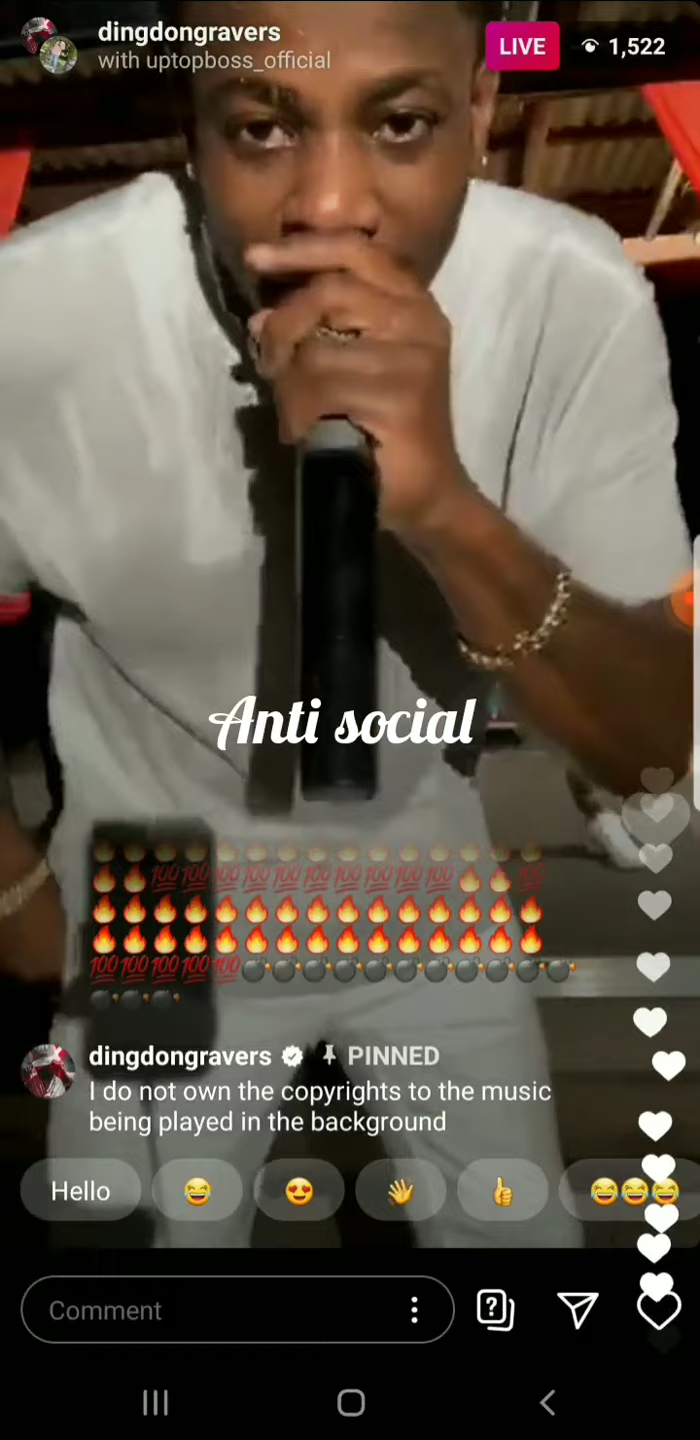 dingdongravers
with uptopboss_official
LIVE
1,522
Anti social
🔥🔥🔥🔥🔥🔥🔥🔥🔥🔥🔥🔥🔥🔥🔥
🔥🔥💯💯💯💯💯💯💯💯💯💯🔥🔥💯
🔥🔥🔥🔥🔥🔥🔥🔥🔥🔥🔥🔥🔥🔥🔥
🔥🔥🔥🔥🔥🔥🔥🔥🔥🔥🔥🔥🔥🔥🔥
💯💯💯💯💯💣💣💣💣💣💣💣💣💣💣💣
💣💣💣
dingdongravers PINNED
I do not own the copyrights to the music
being played in the background
Hello 😂 😍 👋 👍 😂😂😂
Comment